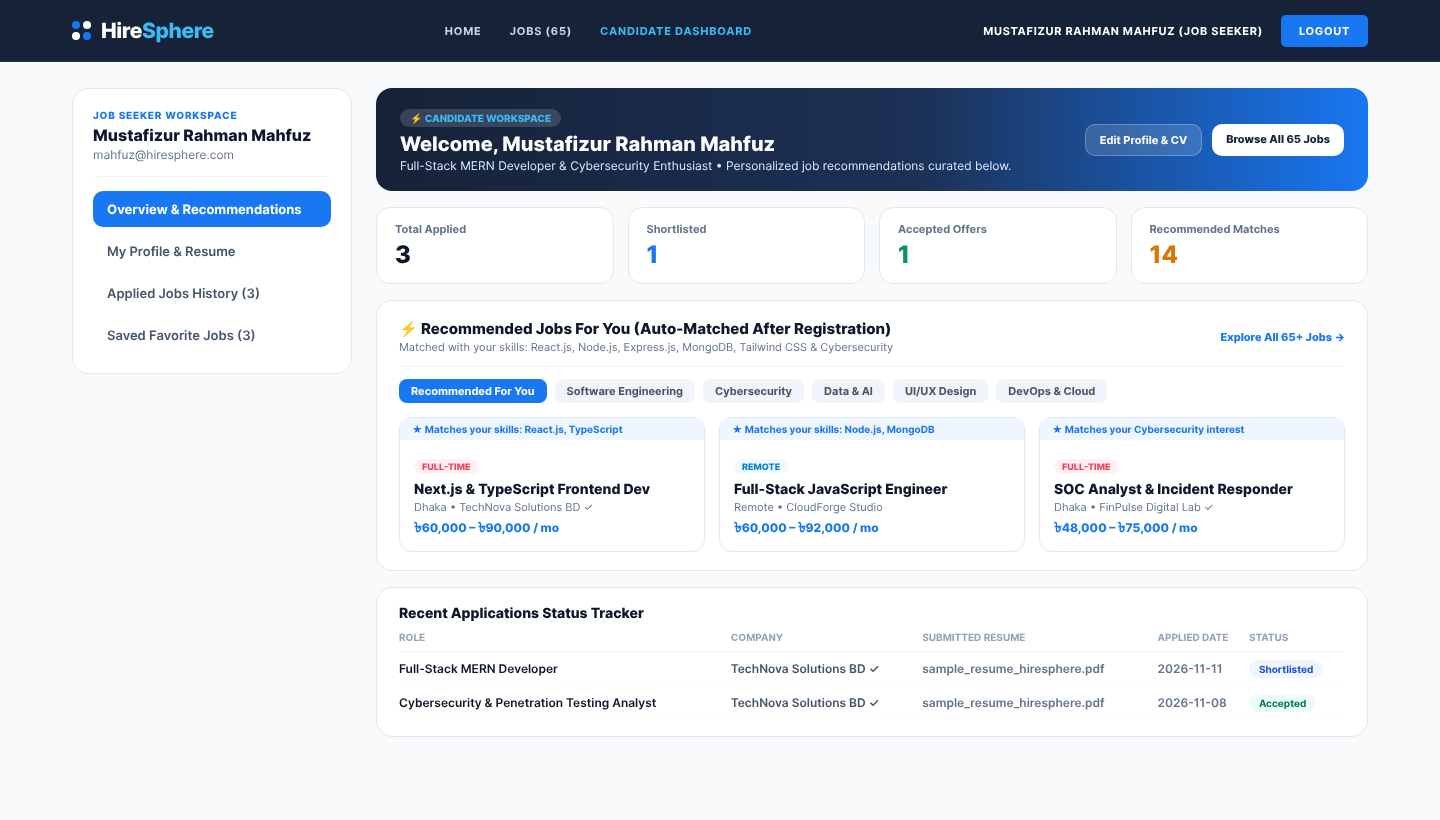 HireSphere
HOME JOBS (65) CANDIDATE DASHBOARD
MUSTAFIZUR RAHMAN MAHFUZ (JOB SEEKER) LOGOUT
JOB SEEKER WORKSPACE
Mustafizur Rahman Mahfuz
mahfuz@hiresphere.com
Overview & Recommendations
My Profile & Resume
Applied Jobs History (3)
Saved Favorite Jobs (3)
⚡ CANDIDATE WORKSPACE
Welcome, Mustafizur Rahman Mahfuz
Full-Stack MERN Developer & Cybersecurity Enthusiast • Personalized job recommendations curated below.
Edit Profile & CV Browse All 65 Jobs
Total Applied
3
Shortlisted
1
Accepted Offers
1
Recommended Matches
14
⚡ Recommended Jobs For You (Auto-Matched After Registration)
Matched with your skills: React.js, Node.js, Express.js, MongoDB, Tailwind CSS & Cybersecurity
Explore All 65+ Jobs →
Recommended For You Software Engineering Cybersecurity Data & AI UI/UX Design DevOps & Cloud
★ Matches your skills: React.js, TypeScript
FULL-TIME
Next.js & TypeScript Frontend Dev
Dhaka • TechNova Solutions BD ✓
৳60,000 – ৳90,000 / mo
★ Matches your skills: Node.js, MongoDB
REMOTE
Full-Stack JavaScript Engineer
Remote • CloudForge Studio
৳60,000 – ৳92,000 / mo
★ Matches your Cybersecurity interest
FULL-TIME
SOC Analyst & Incident Responder
Dhaka • FinPulse Digital Lab ✓
৳48,000 – ৳75,000 / mo
Recent Applications Status Tracker
ROLE COMPANY SUBMITTED RESUME APPLIED DATE STATUS
Full-Stack MERN Developer TechNova Solutions BD ✓ sample_resume_hiresphere.pdf 2026-11-11 Shortlisted
Cybersecurity & Penetration Testing Analyst TechNova Solutions BD ✓ sample_resume_hiresphere.pdf 2026-11-08 Accepted